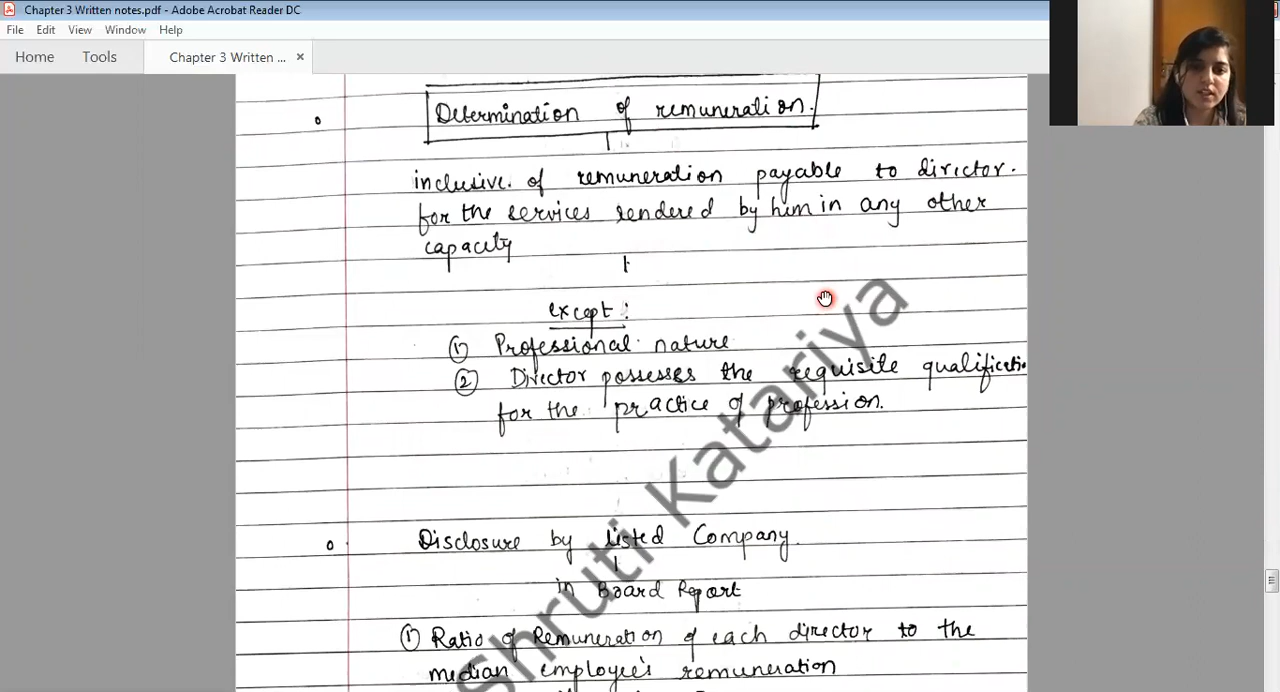 Chapter 3 Written notes.pdf - Adobe Acrobat Reader DC
File Edit View Window Help
Home Tools Chapter 3 Written ... ×
Determination of remuneration.
inclusive. of remuneration payable to director.
for the services rendered by him in any other
capacity
except:
① Professional nature
② Director possesses the requisite qualificatio
for the practice of profession.
Disclosure by listed Company.
in Board Report
① Ratio of Remuneration of each director to the
median employee's remuneration
Shruti Katariya